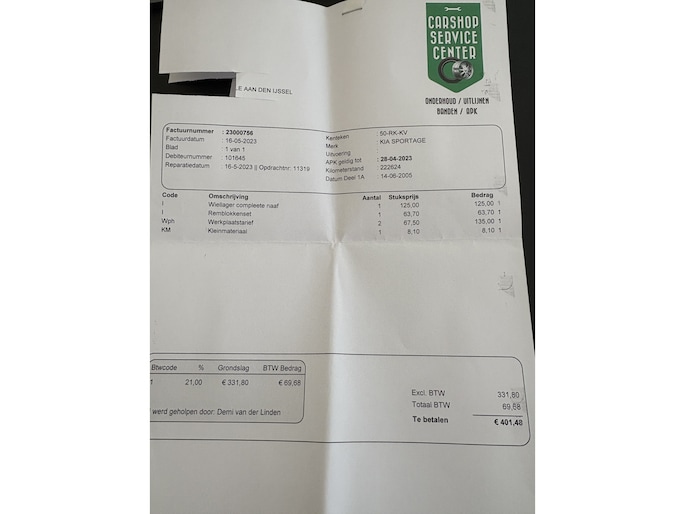 CARSHOP
SERVICE
CENTER
ONDERHOUD / UITLIJNEN
BANDEN / APK
LE AAN DEN IJSSEL
Factuurnummer : 23000756
Factuurdatum : 16-05-2023
Blad : 1 van 1
Debiteurnummer : 101645
Reparatiedatum : 16-5-2023 || Opdrachtnr: 11319
Kenteken : 50-RK-KV
Merk : KIA SPORTAGE
Uitvoering :
APK geldig tot : 28-04-2023
Kilometerstand : 222624
Datum Deel 1A : 14-06-2005
Code Omschrijving Aantal Stuksprijs Bedrag
I Wiellager compleete naaf 1 125,00 125,00 1
I Remblokkenset 1 63,70 63,70 1
Wph Werkplaatstarief 2 67,50 135,00 1
KM Kleinmateriaal 1 8,10 8,10 1
Btwcode % Grondslag BTW Bedrag
1 21,00 € 331,80 € 69,68
werd geholpen door: Demi van der Linden
Excl. BTW 331,80
Totaal BTW 69,68
Te betalen € 401,48